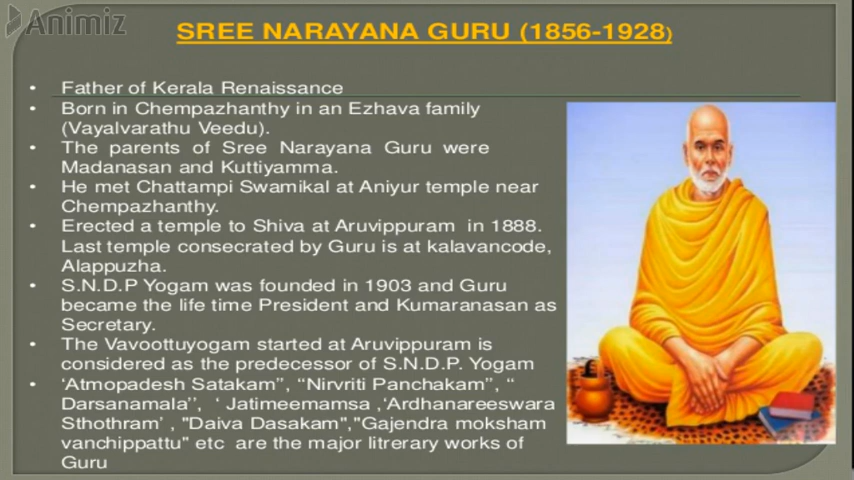 Animiz
SREE NARAYANA GURU (1856-1928)
• Father of Kerala Renaissance
• Born in Chempazhanthy in an Ezhava family
(Vayalvarathu Veedu).
• The parents of Sree Narayana Guru were
Madanasan and Kuttiyamma.
• He met Chattampi Swamikal at Aniyur temple near
Chempazhanthy.
• Erected a temple to Shiva at Aruvippuram in 1888.
Last temple consecrated by Guru is at kalavancode,
Alappuzha.
• S.N.D.P Yogam was founded in 1903 and Guru
became the life time President and Kumaranasan as
Secretary.
• The Vavoottuyogam started at Aruvippuram is
considered as the predecessor of S.N.D.P. Yogam
• ‘Atmopadesh Satakam’’, ‘‘Nirvriti Panchakam’’, ‘‘
Darsanamala’’, ‘ Jatimeemamsa ,‘Ardhanareeswara
Sthothram’ , "Daiva Dasakam","Gajendra moksham
vanchippattu" etc are the major litrerary works of
Guru